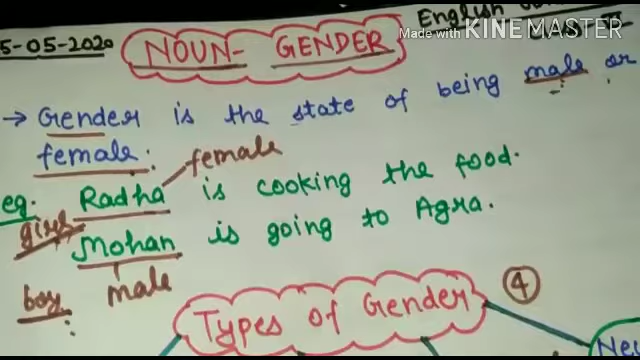 English
Made with KINEMASTER
5-05-2020
NOUN- GENDER
→ Gender is the state of being male or
female.
female
eg. Radha is cooking the food.
girl
Mohan is going to Agra.
boy male
Types of Gender
4
Ne